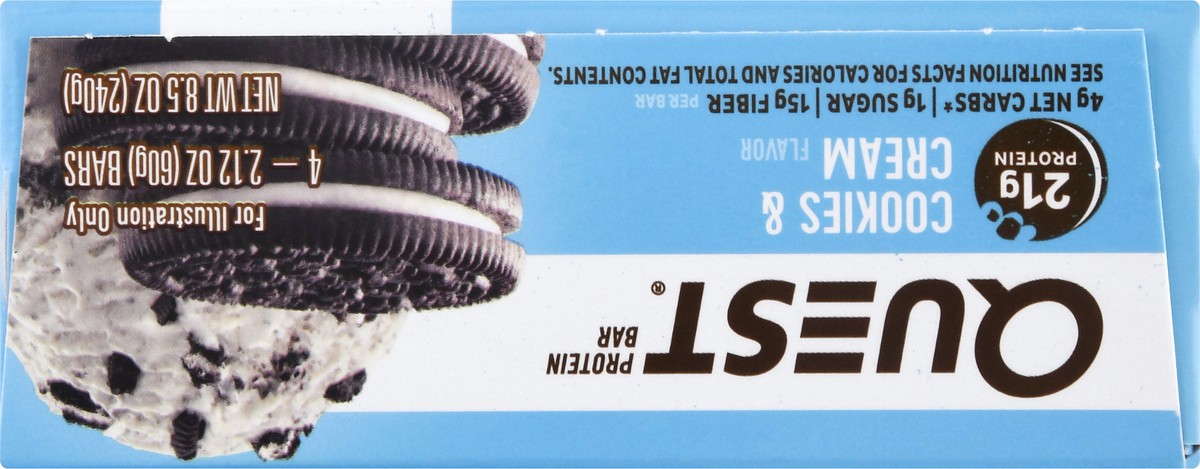 QUEST®
PROTEIN
BAR
COOKIES &
CREAM FLAVOR
21g
PROTEIN
4g NET CARBS* | 1g SUGAR | 15g FIBER PER BAR
SEE NUTRITION FACTS FOR CALORIES AND TOTAL FAT CONTENTS.
For Illustration Only
4 — 2.12 OZ (60g) BARS
NET WT 8.5 OZ (240g)